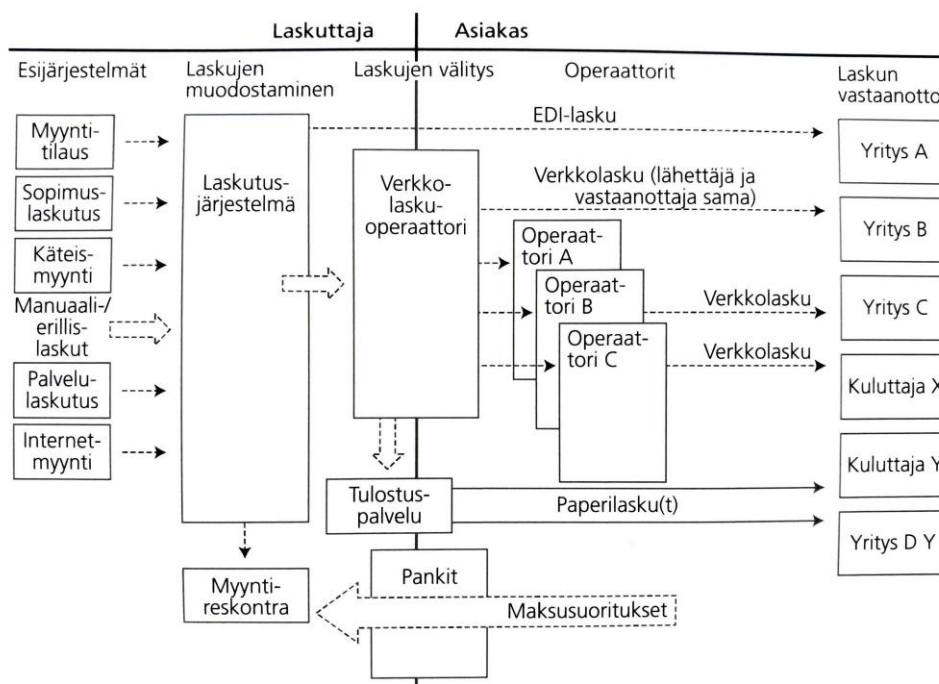 Laskuttaja
Asiakas
Esijärjestelmät
Laskujen
muodostaminen
Laskujen välitys
Operaattorit
Laskun
vastaanotto
Myynti-
tilaus
Sopimus-
laskutus
Käteis-
myynti
Manuaali-/
erillis-
laskut
Palvelu-
laskutus
Internet-
myynti
Laskutus-
järjestelmä
Myynti-
reskontra
Verkko-
lasku-
operaattori
Tulostus-
palvelu
Pankit
EDI-lasku
Verkkolasku (lähettäjä ja
vastaanottaja sama)
Operaat-
tori A
Operaat-
tori B
Operaat-
tori C
Verkkolasku
Verkkolasku
Paperilasku(t)
Maksusuoritukset
Yritys A
Yritys B
Yritys C
Kuluttaja X
Kuluttaja Y
Yritys D Y